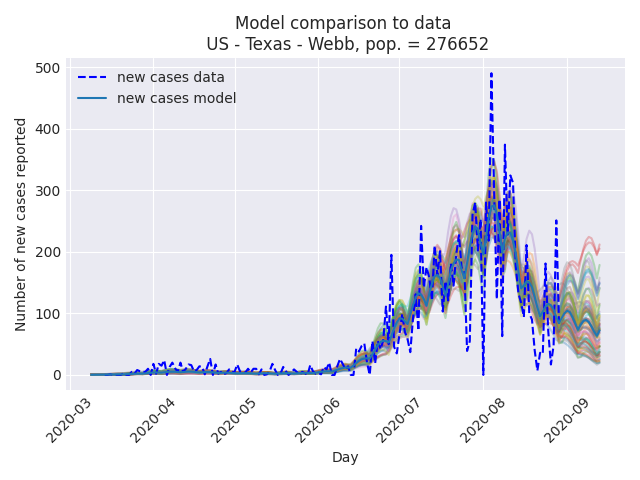 Model comparison to data
US - Texas - Webb, pop. = 276652
new cases data
new cases model
Number of new cases reported
500
400
300
200
100
0
2020-03
2020-04
2020-05
2020-06
2020-07
2020-08
2020-09
Day